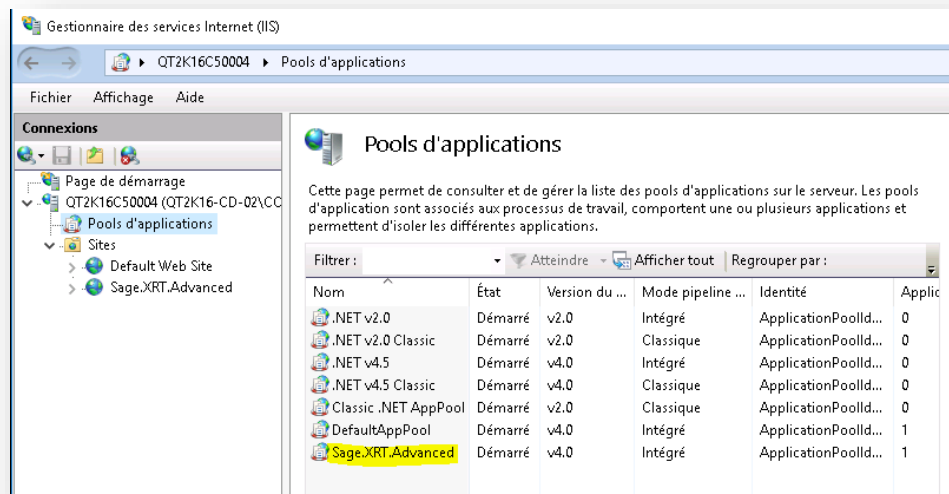 Gestionnaire des services Internet (IIS)
QT2K16C50004 Pools d'applications
Fichier Affichage Aide
Connexions
Page de démarrage
QT2K16C50004 (QT2K16-CD-02\CC
Pools d'applications
Sites
Default Web Site
Sage.XRT.Advanced
Pools d'applications
Cette page permet de consulter et de gérer la liste des pools d'applications sur le serveur. Les pools
d'application sont associés aux processus de travail, comportent une ou plusieurs applications et
permettent d'isoler les différentes applications.
Filtrer : Atteindre Afficher tout Regrouper par :
Nom État Version du ... Mode pipeline ... Identité Applic
.NET v2.0 Démarré v2.0 Intégré ApplicationPoolId... 0
.NET v2.0 Classic Démarré v2.0 Classique ApplicationPoolId... 0
.NET v4.5 Démarré v4.0 Intégré ApplicationPoolId... 0
.NET v4.5 Classic Démarré v4.0 Classique ApplicationPoolId... 0
Classic .NET AppPool Démarré v2.0 Classique ApplicationPoolId... 0
DefaultAppPool Démarré v4.0 Intégré ApplicationPoolId... 1
Sage.XRT.Advanced Démarré v4.0 Intégré ApplicationPoolId... 1